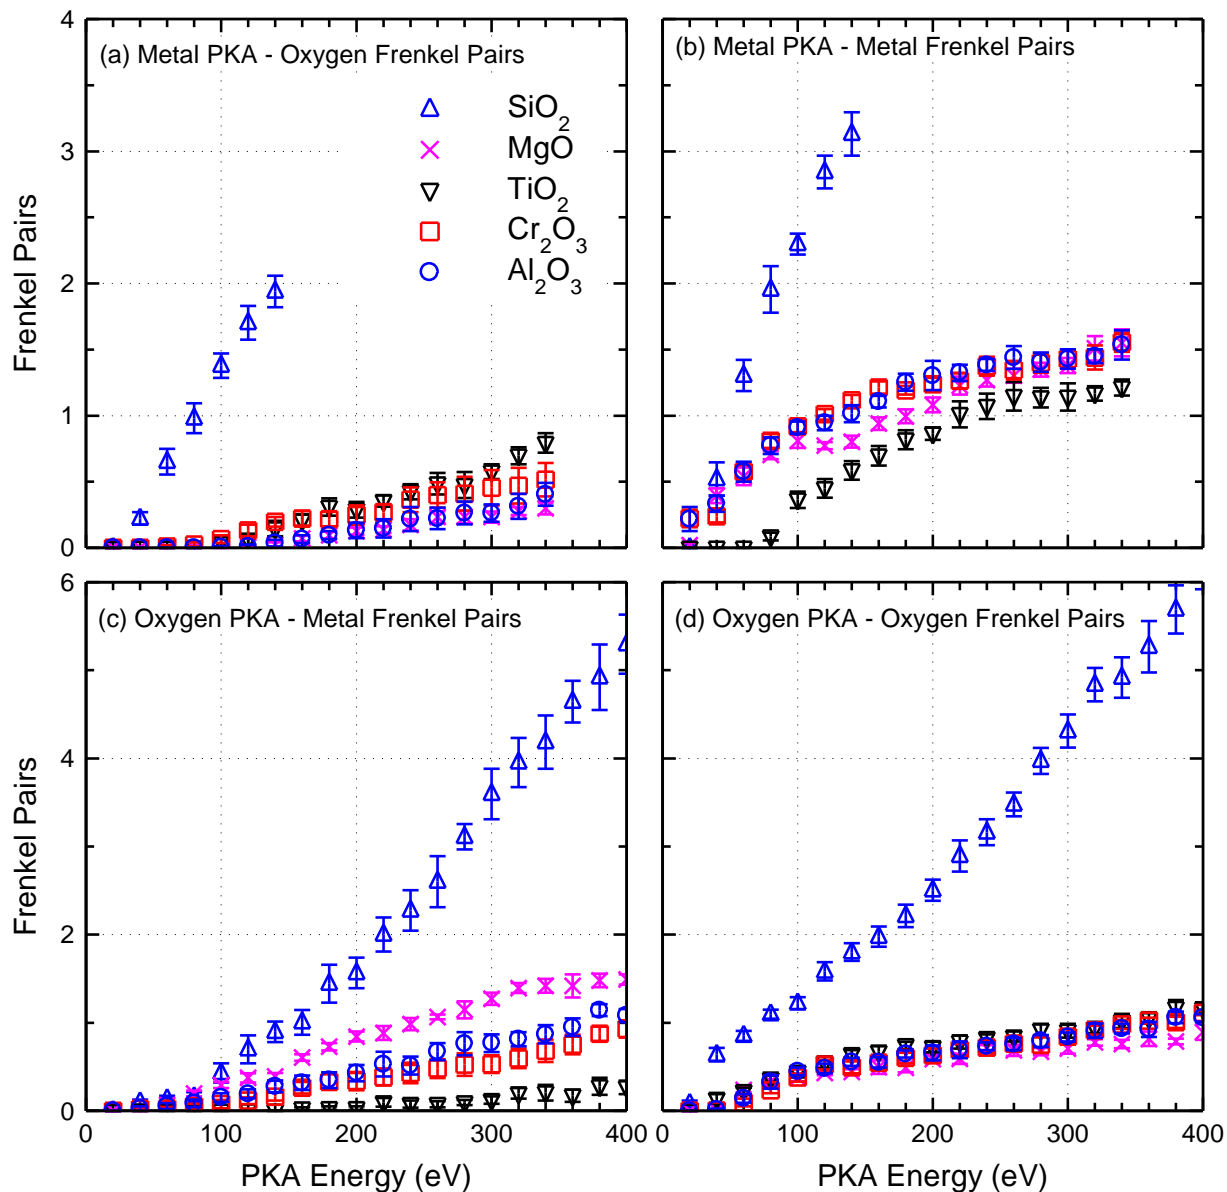 (a) Metal PKA - Oxygen Frenkel Pairs
(b) Metal PKA - Metal Frenkel Pairs
SiO2
MgO
TiO2
Cr2O3
Al2O3
Frenkel Pairs
4
3
2
1
0
(c) Oxygen PKA - Metal Frenkel Pairs
(d) Oxygen PKA - Oxygen Frenkel Pairs
Frenkel Pairs
6
4
2
0
0 100 200 300 400
100 200 300 400
PKA Energy (eV)
PKA Energy (eV)